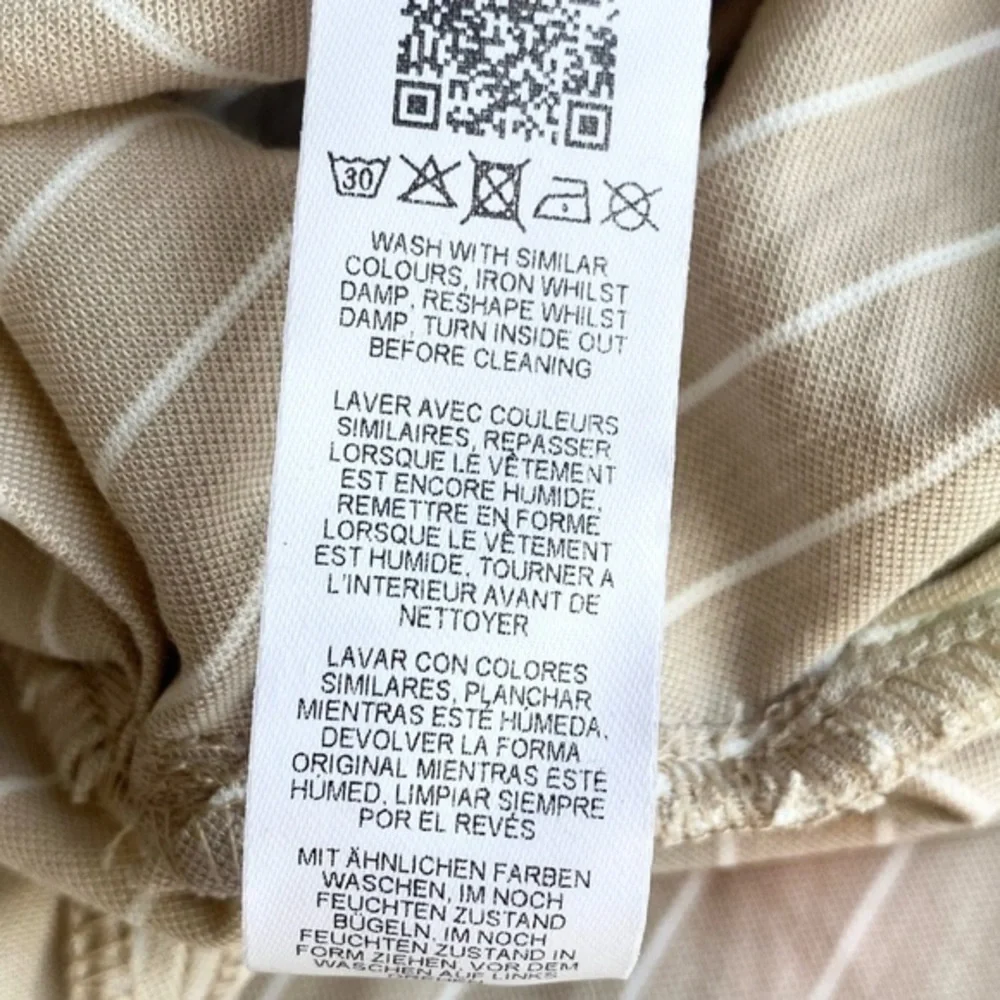 30
WASH WITH SIMILAR
COLOURS, IRON WHILST
DAMP, RESHAPE WHILST
DAMP, TURN INSIDE OUT
BEFORE CLEANING
LAVER AVEC COULEURS
SIMILAIRES, REPASSER
LORSQUE LE VÊTEMENT
EST ENCORE HUMIDE,
REMETTRE EN FORME
LORSQUE LE VÊTEMENT
EST HUMIDE, TOURNER A
L'INTERIEUR AVANT DE
NETTOYER
LAVAR CON COLORES
SIMILARES, PLANCHAR
MIENTRAS ESTÉ HÚMEDA,
DEVOLVER LA FORMA
ORIGINAL MIENTRAS ESTÉ
HÚMED, LIMPIAR SIEMPRE
POR EL REVÉS
MIT ÄHNLICHEN FARBEN
WASCHEN, IM NOCH
FEUCHTEN ZUSTAND
BÜGELN, IM NOCH
FEUCHTEN ZUSTAND IN
FORM ZIEHEN, VOR DEM
WASCHEN AUF LINKS